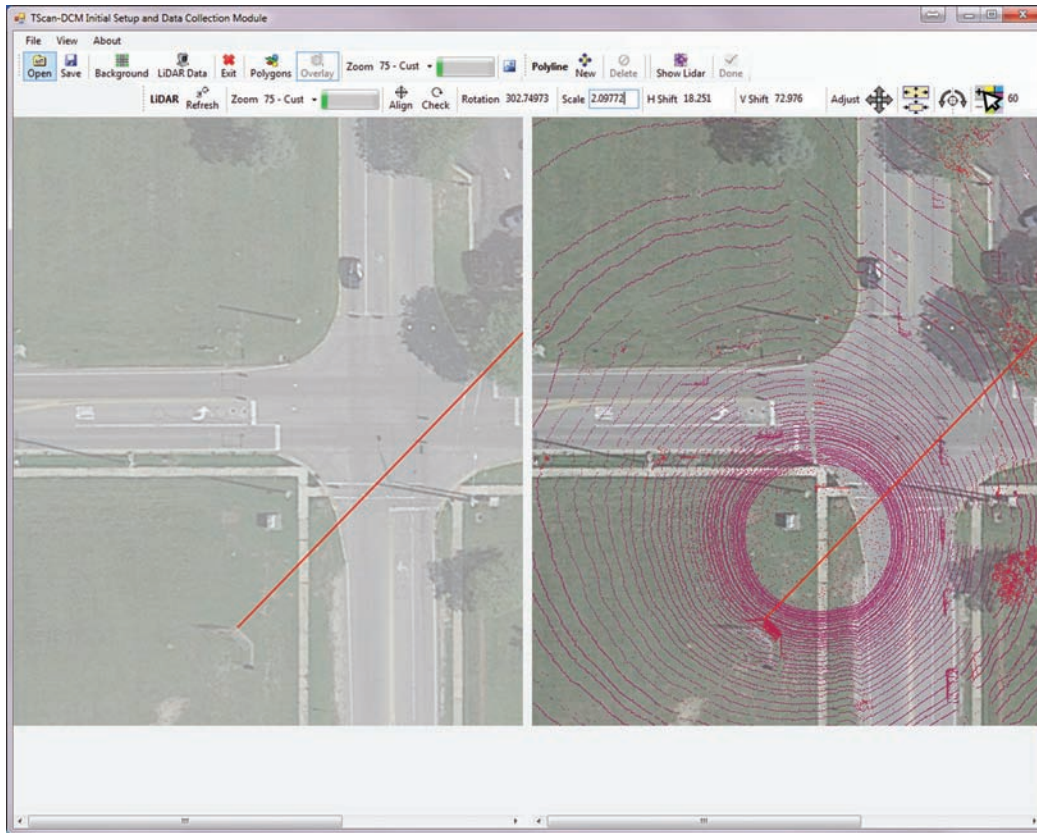 TScan-DCM Initial Setup and Data Collection Module
File View About
Open Save Background LiDAR Data Exit Polygons Overlay Zoom 75 - Cust Polyline New Delete Show Lidar Done
LiDAR Refresh Zoom 75 - Cust Align Check Rotation 302.74973 Scale 2.09772 H Shift 18.251 V Shift 72.976 Adjust 60